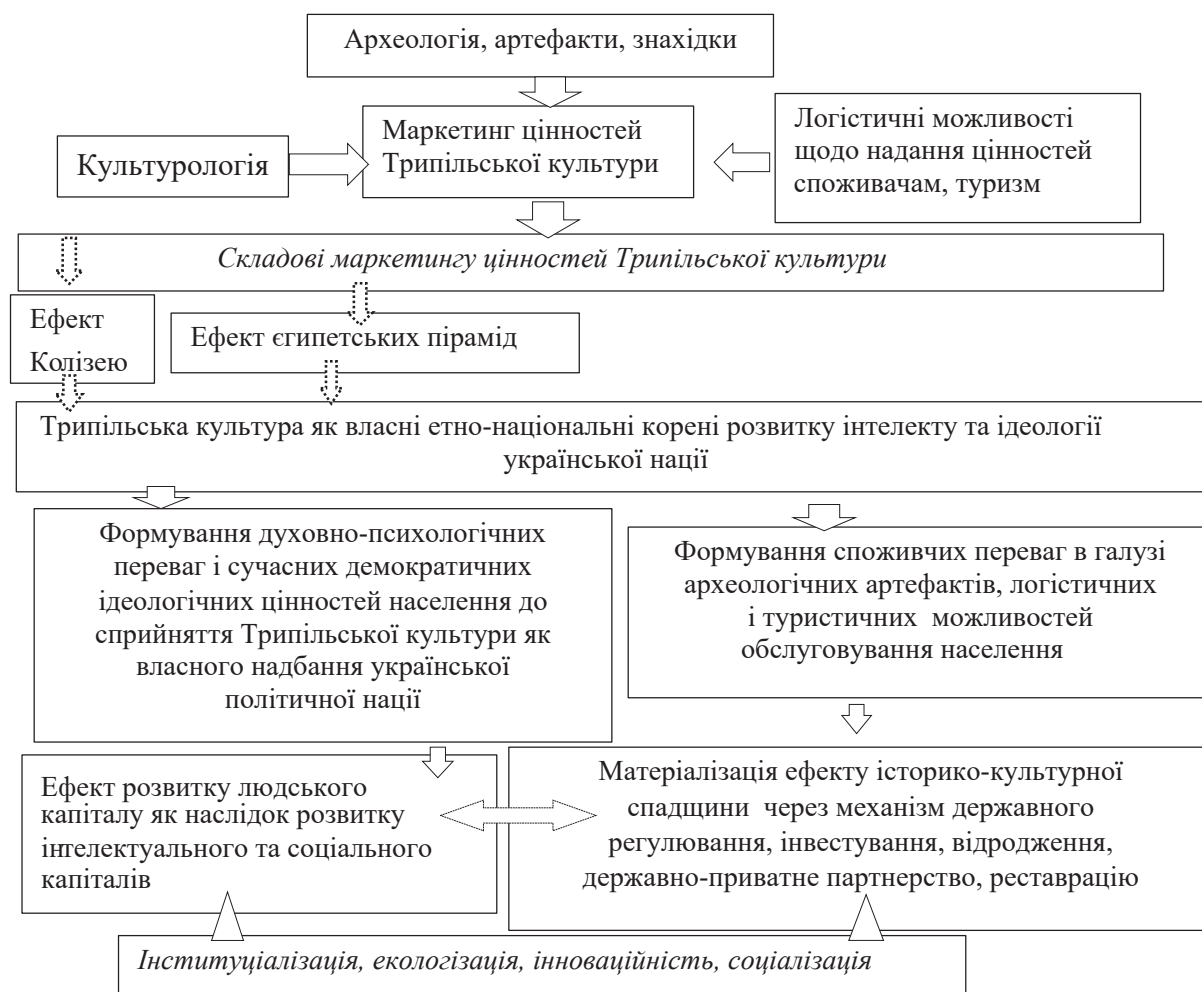 Археологія, артефакти, знахідки
Культурологія
Маркетинг цінностей
Трипільської культури
Логістичні можливості
щодо надання цінностей
споживачам, туризм
Складові маркетингу цінностей Трипільської культури
Ефект
Колізею
Ефект єгипетських пірамід
Трипільська культура як власні етно-національні корені розвитку інтелекту та ідеології
української нації
Формування духовно-психологічних
переваг і сучасних демократичних
ідеологічних цінностей населення до
сприйняття Трипільської культури як
власного надбання української
політичної нації
Формування споживчих переваг в галузі
археологічних артефактів, логістичних
і туристичних можливостей
обслуговування населення
Ефект розвитку людського
капіталу як наслідок розвитку
інтелектуального та соціального
капіталів
Матеріалізація ефекту історико-культурної
спадщини через механізм державного
регулювання, інвестування, відродження,
державно-приватне партнерство, реставрацію
Інституціалізація, екологізація, інноваційність, соціалізація